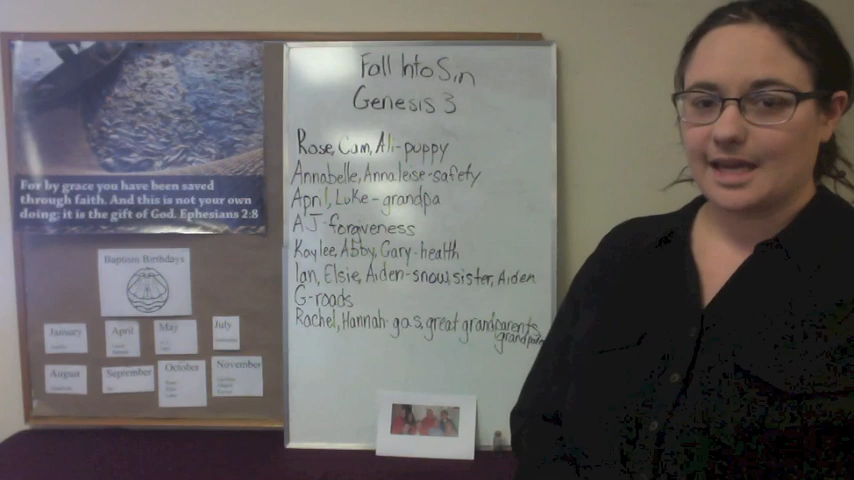 For by grace you have been saved
through faith. And this is not your own
doing; it is the gift of God. Ephesians 2:8
Baptism Birthdays
January
April
May
July
August
September
October
November
Fall Into Sin
Genesis 3
Rose, Cam, Ali-puppy
Annabelle, Annaleise-safety
April, Luke-grandpa
AJ-forgiveness
Kaylee, Abby, Gary-health
Ian, Elsie, Aiden-snow, sister, Aiden
G-roads
Rachel, Hannah-gas, great grandparents,